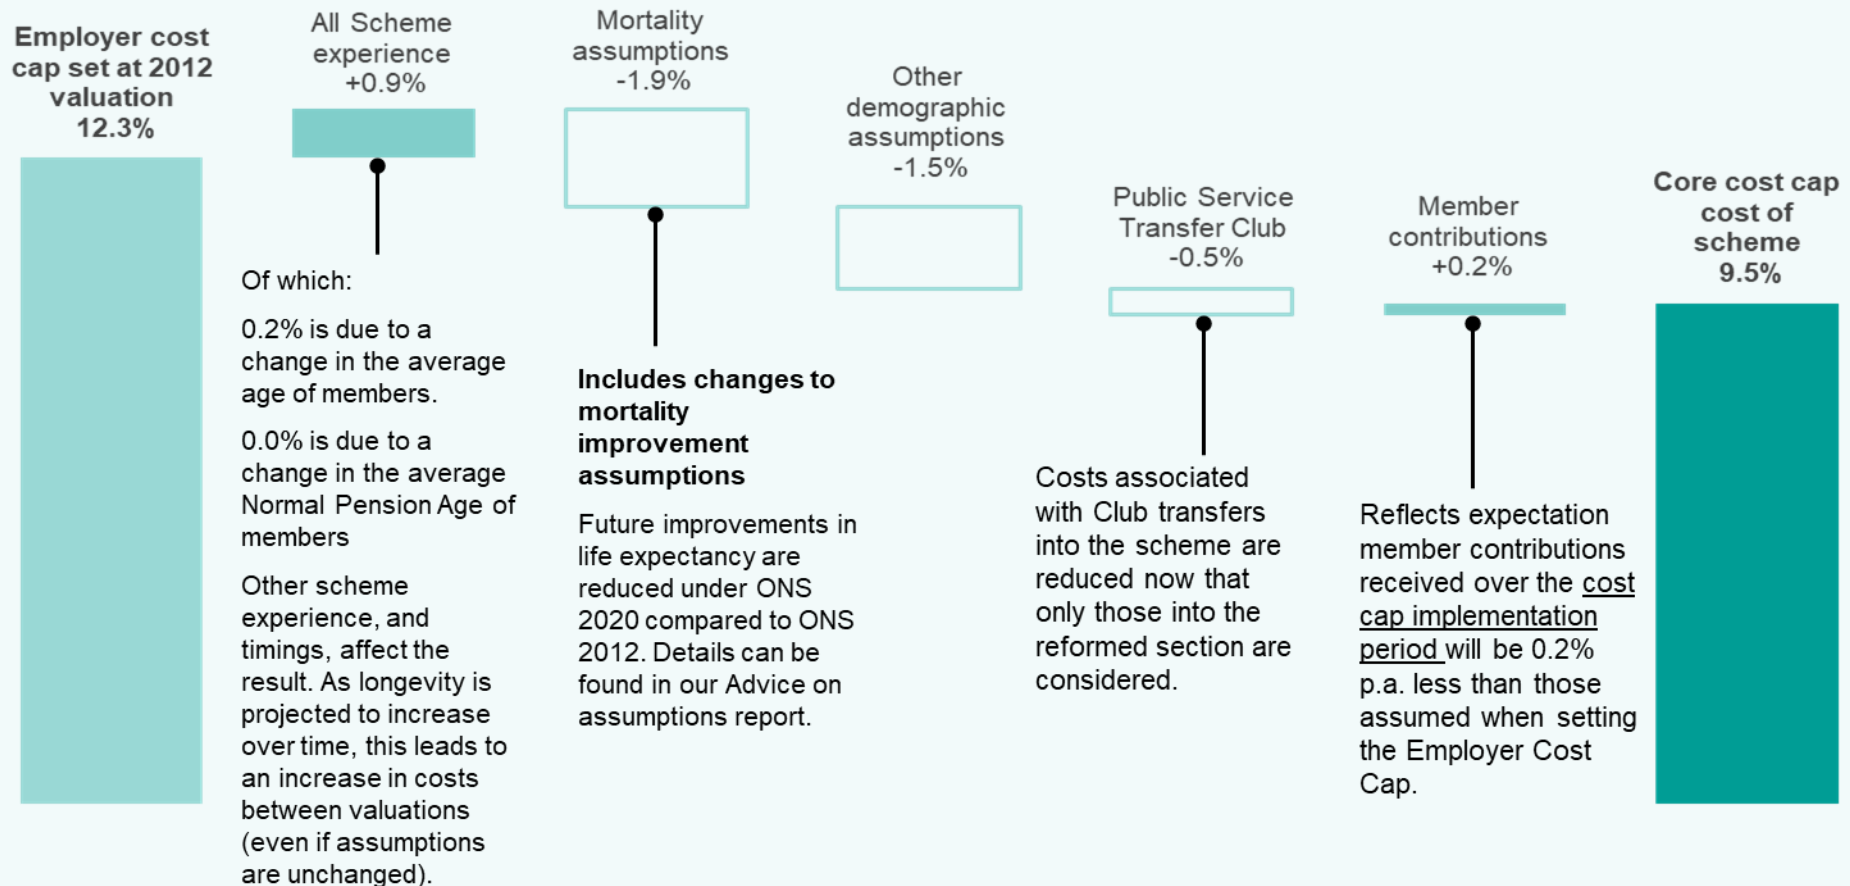 Employer cost
cap set at 2012
valuation
12.3%
All Scheme
experience
+0.9%
Mortality
assumptions
-1.9%
Other
demographic
assumptions
-1.5%
Public Service
Transfer Club
-0.5%
Member
contributions
+0.2%
Core cost cap
cost of
scheme
9.5%
Of which:
0.2% is due to a
change in the average
age of members.
0.0% is due to a
change in the average
Normal Pension Age of
members
Other scheme
experience, and
timings, affect the
result. As longevity is
projected to increase
over time, this leads to
an increase in costs
between valuations
(even if assumptions
are unchanged).
Includes changes to
mortality
improvement
assumptions
Future improvements in
life expectancy are
reduced under ONS
2020 compared to ONS
2012. Details can be
found in our Advice on
assumptions report.
Costs associated
with Club transfers
into the scheme are
reduced now that
only those into the
reformed section are
considered.
Reflects expectation
member contributions
received over the cost
cap implementation
period will be 0.2%
p.a. less than those
assumed when setting
the Employer Cost
Cap.